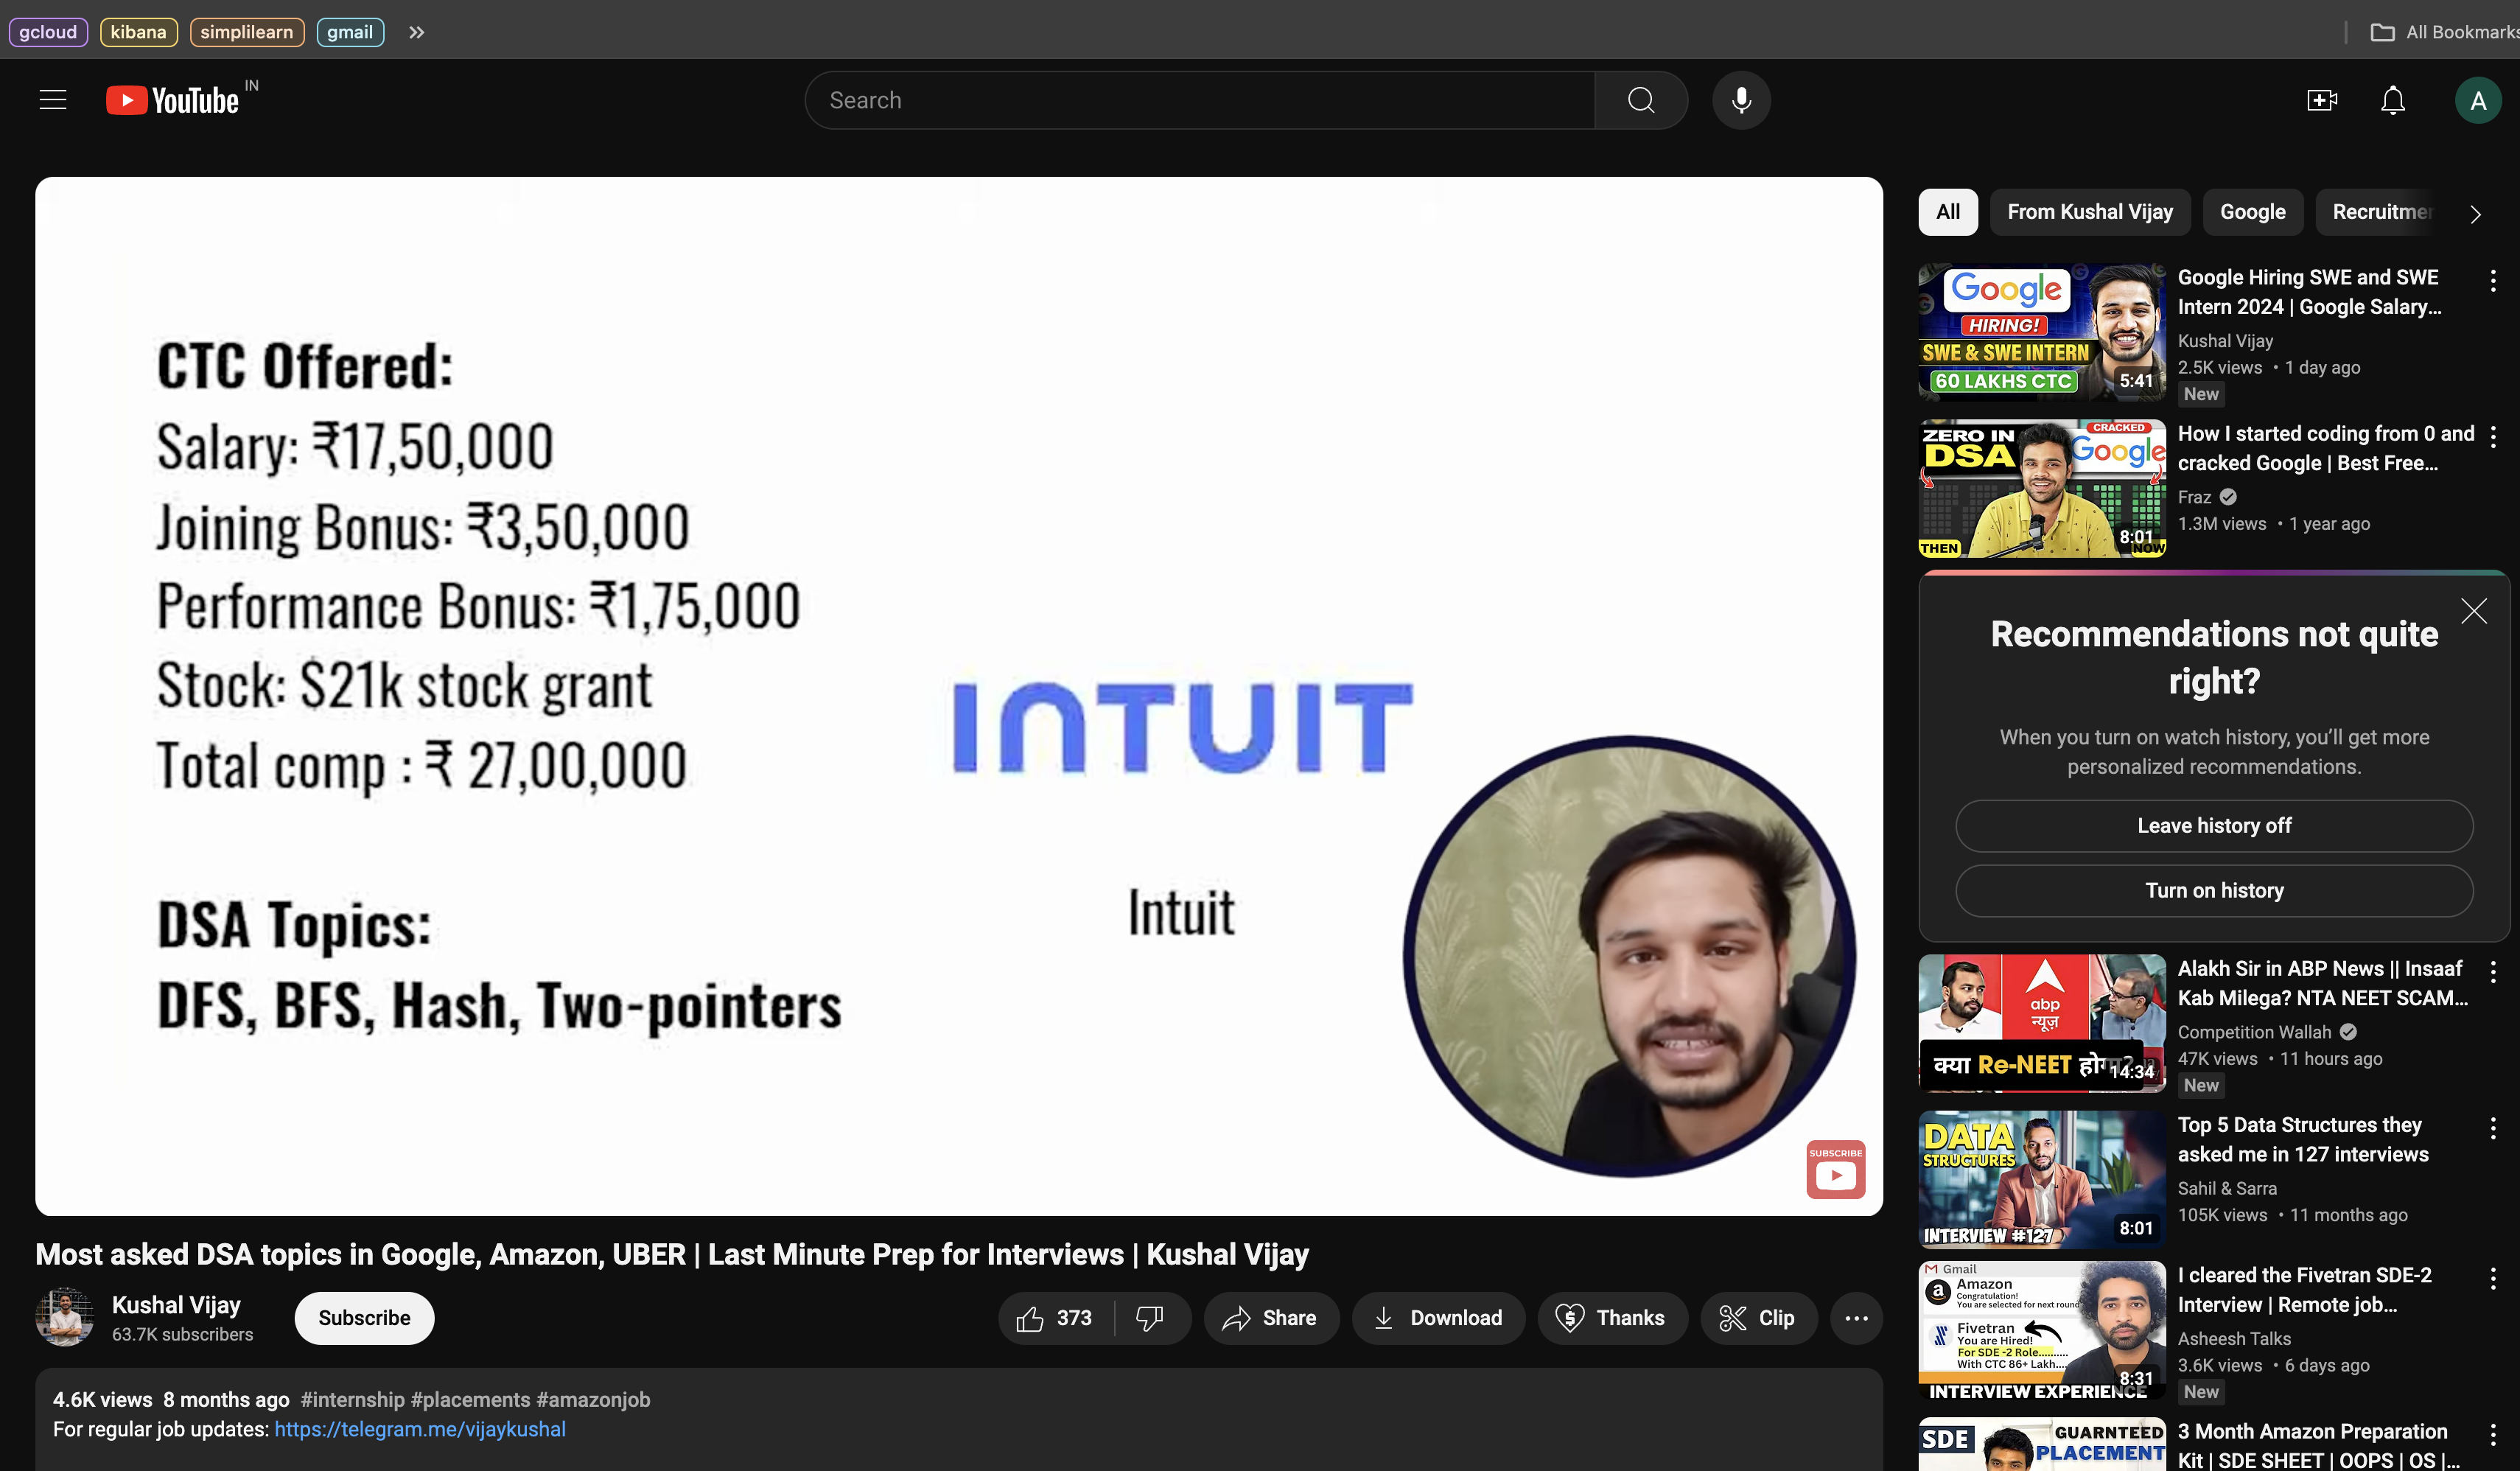 gcloud
kibana
simplilearn
gmail
All Bookmarks
YouTube IN
Search
A
CTC Offered:
Salary: ₹17,50,000
Joining Bonus: ₹3,50,000
Performance Bonus: ₹1,75,000
Stock: $21k stock grant
Total comp : ₹ 27,00,000
INTUIT
Intuit
DSA Topics:
DFS, BFS, Hash, Two-pointers
SUBSCRIBE
Most asked DSA topics in Google, Amazon, UBER | Last Minute Prep for Interviews | Kushal Vijay
Kushal Vijay
63.7K subscribers
Subscribe
373
Share
Download
Thanks
Clip
4.6K views 8 months ago #internship #placements #amazonjob
For regular job updates: https://telegram.me/vijaykushal
All
From Kushal Vijay
Google
Google
HIRING!
SWE & SWE INTERN
60 LAKHS CTC
5:41
Google Hiring SWE and SWE
Intern 2024 | Google Salary...
Kushal Vijay
2.5K views • 1 day ago
New
ZERO IN
DSA
CRACKED
Google
THEN
NOW
8:01
How I started coding from 0 and
cracked Google | Best Free...
Fraz
1.3M views • 1 year ago
Recommendations not quite
right?
When you turn on watch history, you’ll get more
personalized recommendations.
Leave history off
Turn on history
abp
न्यूज़
क्या Re-NEET
14:34
Alakh Sir in ABP News || Insaaf
Kab Milega? NTA NEET SCAM...
Competition Wallah
47K views • 11 hours ago
New
DATA
STRUCTURES
INTERVIEW #127
8:01
Top 5 Data Structures they
asked me in 127 interviews
Sahil & Sarra
105K views • 11 months ago
Gmail
a
Amazon
Congratulation!
You are selected for next round
Fivetran
You are Hired!
For SDE -2 Role.........
With CTC 86+ Lakh....
8:31
INTERVIEW EXPERIENCE
I cleared the Fivetran SDE-2
Interview | Remote job...
Asheesh Talks
3.6K views • 6 days ago
New
SDE
GUARNTEED
PLACEMENT
3 Month Amazon Preparation
Kit | SDE SHEET | OOPS | OS |...